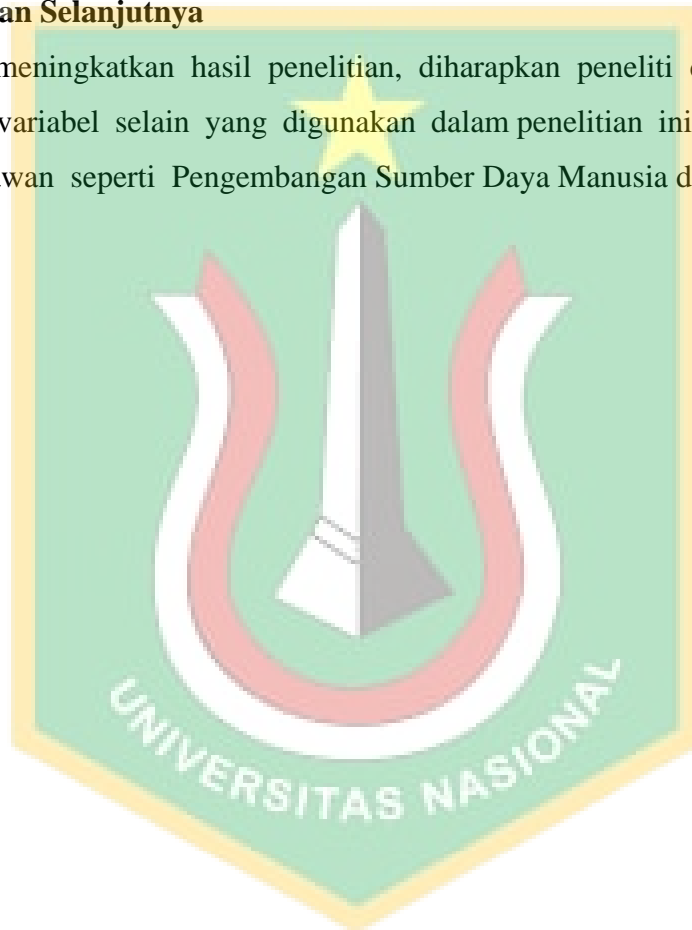 an Selanjutnya
meningkatkan hasil penelitian, diharapkan peneliti
variabel selain yang digunakan dalam penelitian ini
wan seperti Pengembangan Sumber Daya Manusia d
UNIVERSITAS NASIONAL